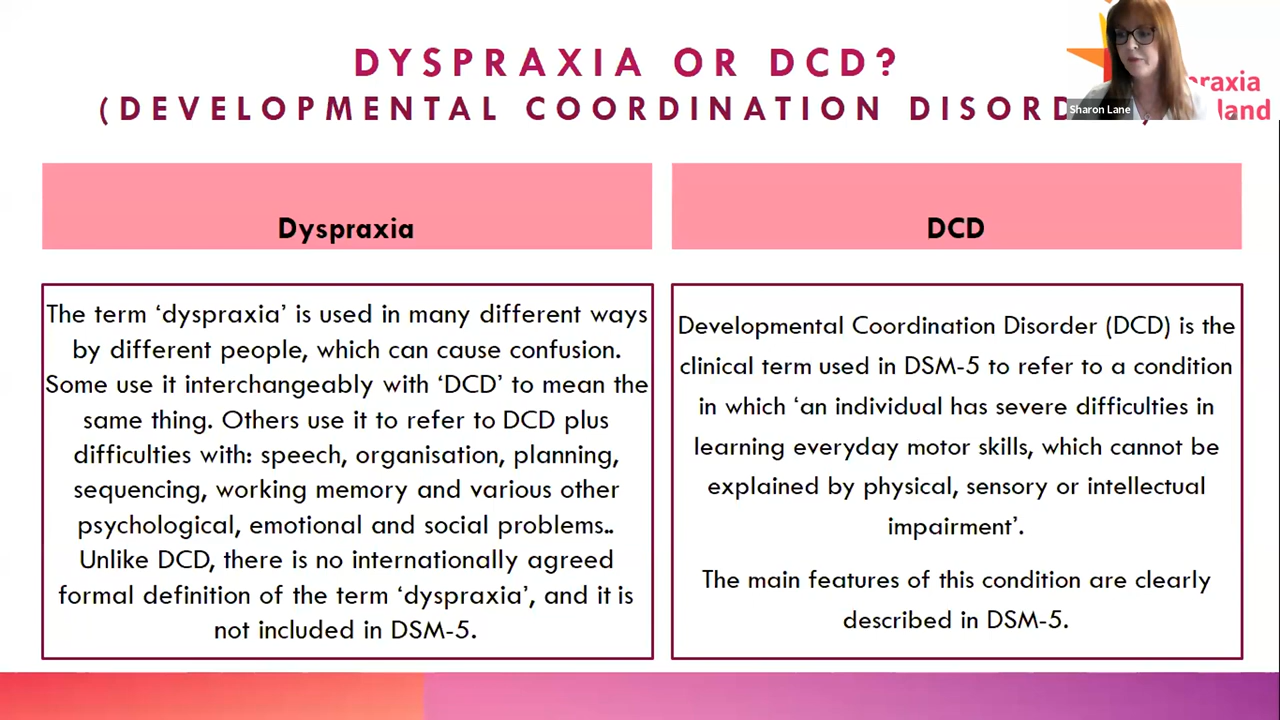 DYSPRAXIA OR DCD?
(DEVELOPMENTAL COORDINATION
Sharon Lane
Dyspraxia
The term ‘dyspraxia’ is used in many different ways
by different people, which can cause confusion.
Some use it interchangeably with ‘DCD’ to mean the
same thing. Others use it to refer to DCD plus
difficulties with: speech, organisation, planning,
sequencing, working memory and various other
psychological, emotional and social problems..
Unlike DCD, there is no internationally agreed
formal definition of the term ‘dyspraxia’, and it is
not included in DSM-5.
DCD
Developmental Coordination Disorder (DCD) is the
clinical term used in DSM-5 to refer to a condition
in which ‘an individual has severe difficulties in
learning everyday motor skills, which cannot be
explained by physical, sensory or intellectual
impairment’.
The main features of this condition are clearly
described in DSM-5.